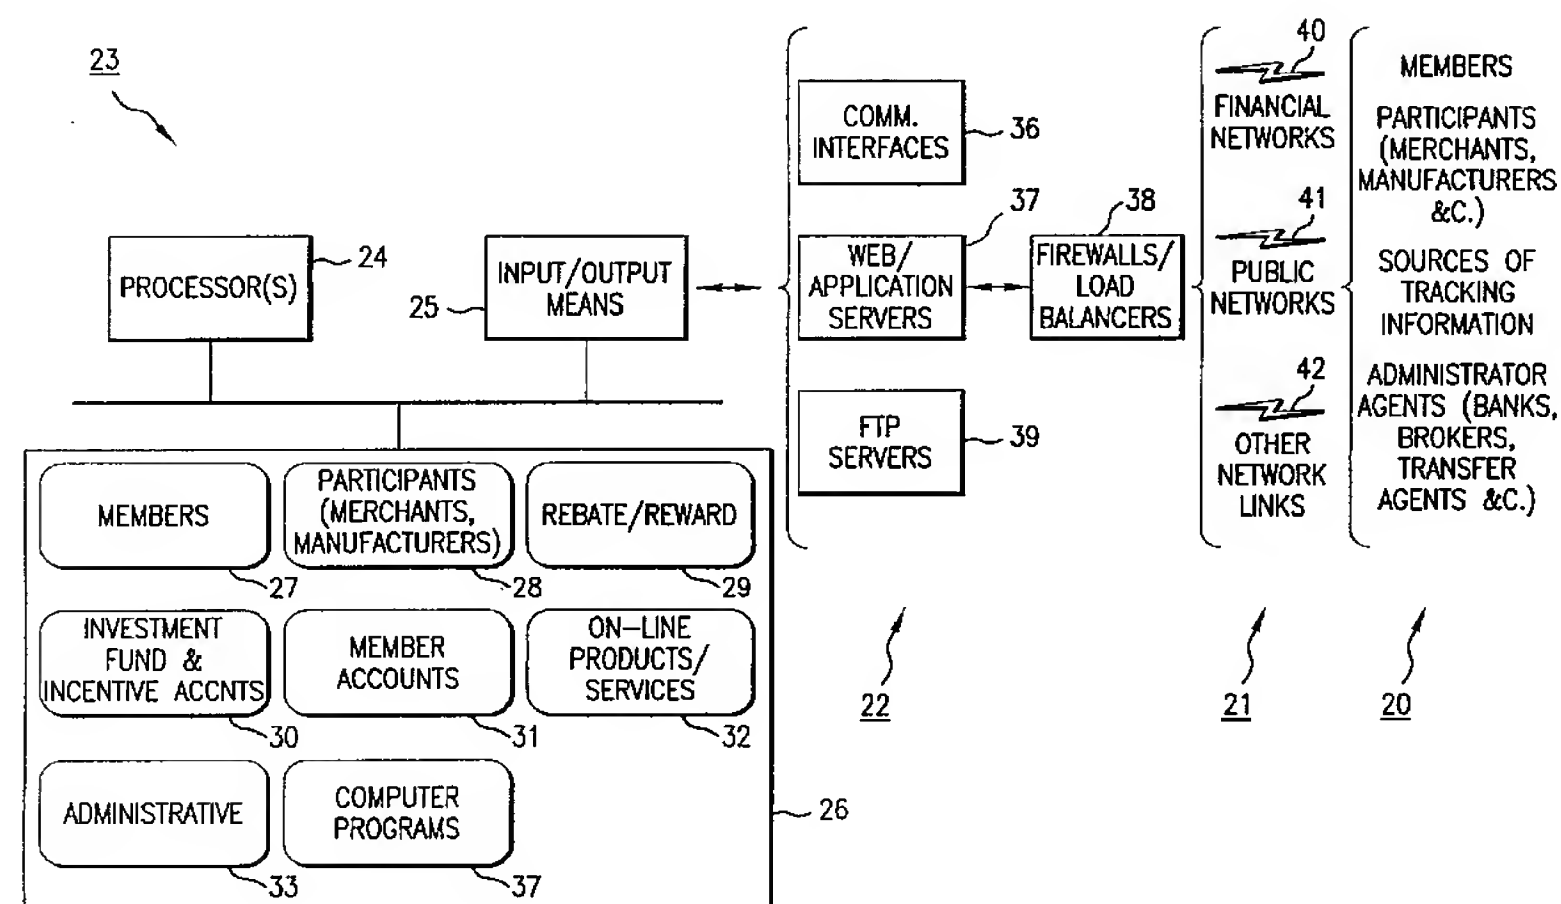 23
PROCESSOR(S)
24
INPUT/OUTPUT
MEANS
25
COMM.
INTERFACES
36
WEB/
APPLICATION
SERVERS
37
FIREWALLS/
LOAD
BALANCERS
38
FTP
SERVERS
39
40
FINANCIAL
NETWORKS
41
PUBLIC
NETWORKS
42
OTHER
NETWORK
LINKS
MEMBERS
PARTICIPANTS
(MERCHANTS,
MANUFACTURERS
&C.)
SOURCES OF
TRACKING
INFORMATION
ADMINISTRATOR
AGENTS (BANKS,
BROKERS,
TRANSFER
AGENTS &C.)
22
21
20
MEMBERS
27
PARTICIPANTS
(MERCHANTS,
MANUFACTURERS)
28
REBATE/REWARD
29
INVESTMENT
FUND &
INCENTIVE ACCNTS
30
MEMBER
ACCOUNTS
31
ON-LINE
PRODUCTS/
SERVICES
32
ADMINISTRATIVE
33
COMPUTER
PROGRAMS
37
26